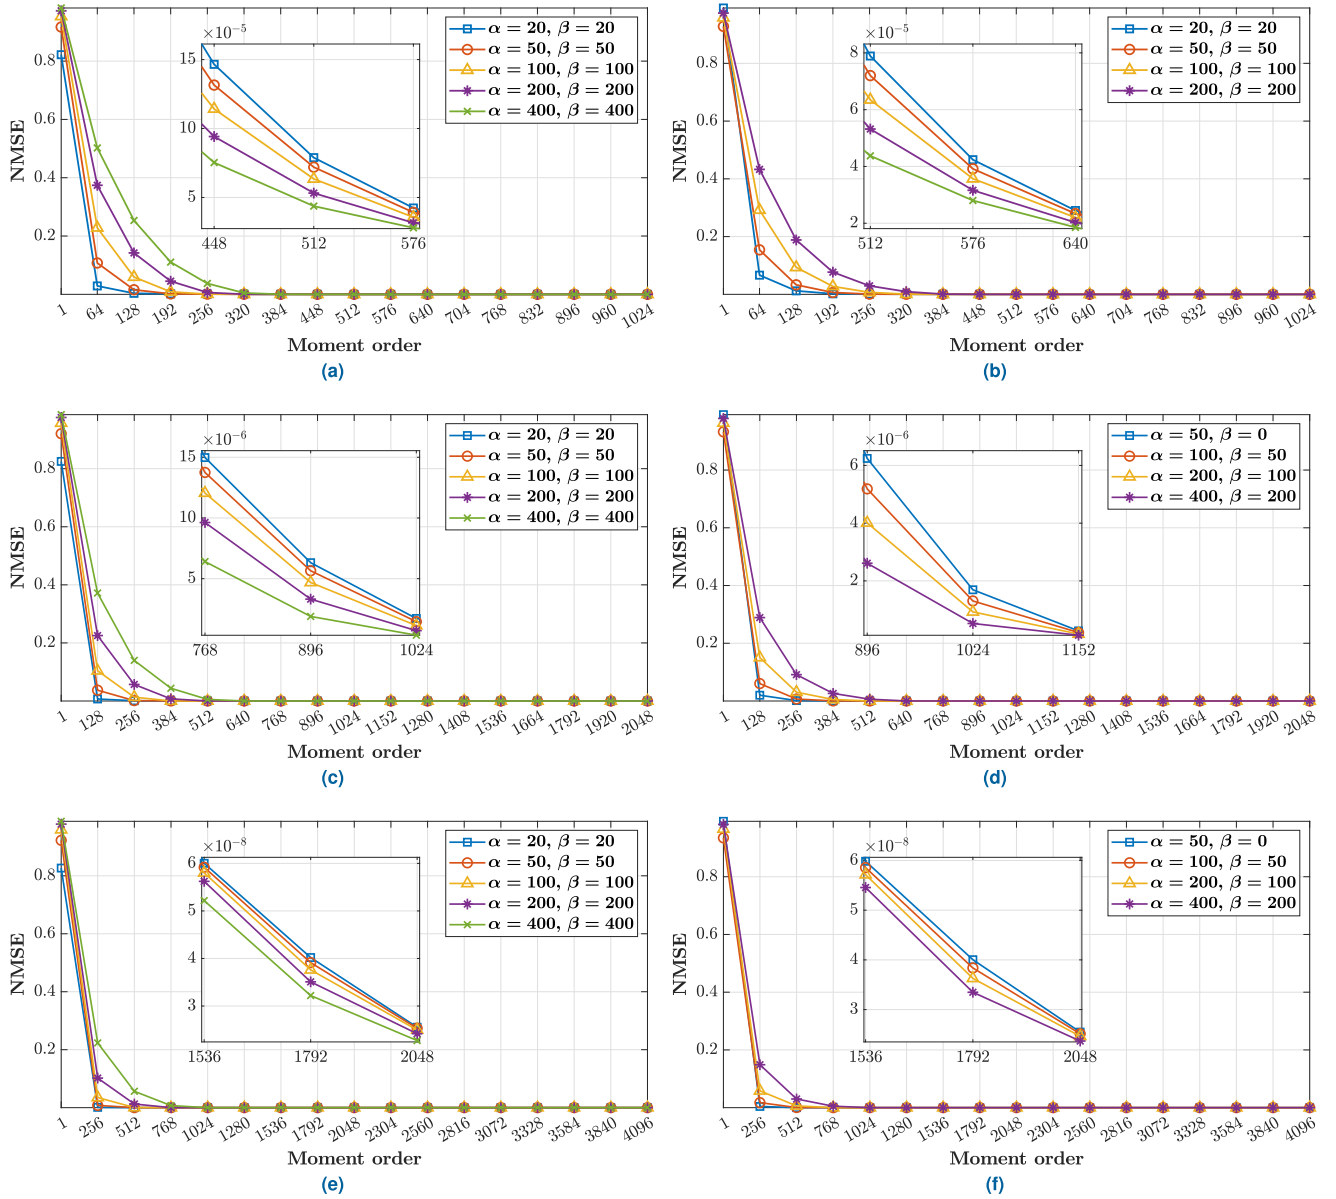 α = 20, β = 20
α = 50, β = 50
α = 100, β = 100
α = 200, β = 200
α = 400, β = 400
×10⁻⁵
15
10
5
448 512 576
0.8
0.6
0.4
0.2
NMSE
1 64 128 192 256 320 384 448 512 576 640 704 768 832 896 960 1024
Moment order
(a)
α = 20, β = 20
α = 50, β = 50
α = 100, β = 100
α = 200, β = 200
×10⁻⁵
8
6
4
2
512 576 640
0.8
0.6
0.4
0.2
NMSE
1 64 128 192 256 320 384 448 512 576 640 704 768 832 896 960 1024
Moment order
(b)
α = 20, β = 20
α = 50, β = 50
α = 100, β = 100
α = 200, β = 200
α = 400, β = 400
×10⁻⁶
15
10
5
768 896 1024
0.8
0.6
0.4
0.2
NMSE
1 128 256 384 512 640 768 896 1024 1152 1280 1408 1536 1664 1792 1920 2048
Moment order
(c)
α = 50, β = 0
α = 100, β = 50
α = 200, β = 100
α = 400, β = 200
×10⁻⁶
6
4
2
896 1024 1152
0.8
0.6
0.4
0.2
NMSE
1 128 256 384 512 640 768 896 1024 1152 1280 1408 1536 1664 1792 1920 2048
Moment order
(d)
α = 20, β = 20
α = 50, β = 50
α = 100, β = 100
α = 200, β = 200
α = 400, β = 400
×10⁻⁸
6
5
4
3
1536 1792 2048
0.8
0.6
0.4
0.2
NMSE
1 256 512 768 1024 1280 1536 1792 2048 2304 2560 2816 3072 3328 3584 3840 4096
Moment order
(e)
α = 50, β = 0
α = 100, β = 50
α = 200, β = 100
α = 400, β = 200
×10⁻⁸
6
5
4
3
1536 1792 2048
0.8
0.6
0.4
0.2
NMSE
1 256 512 768 1024 1280 1536 1792 2048 2304 2560 2816 3072 3328 3584 3840 4096
Moment order
(f)